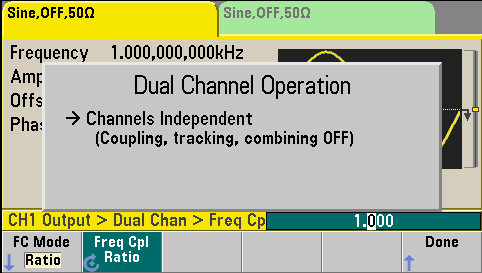 Sine,OFF,50Ω
Sine,OFF,50Ω
Frequency 1.000,000,000kHz
Amp
Offs
Pha
Dual Channel Operation
→ Channels Independent
(Coupling, tracking, combining OFF)
CH1 Output > Dual Chan > Freq Cp 1.000
FC Mode
Ratio
Freq Cpl
Ratio
Done